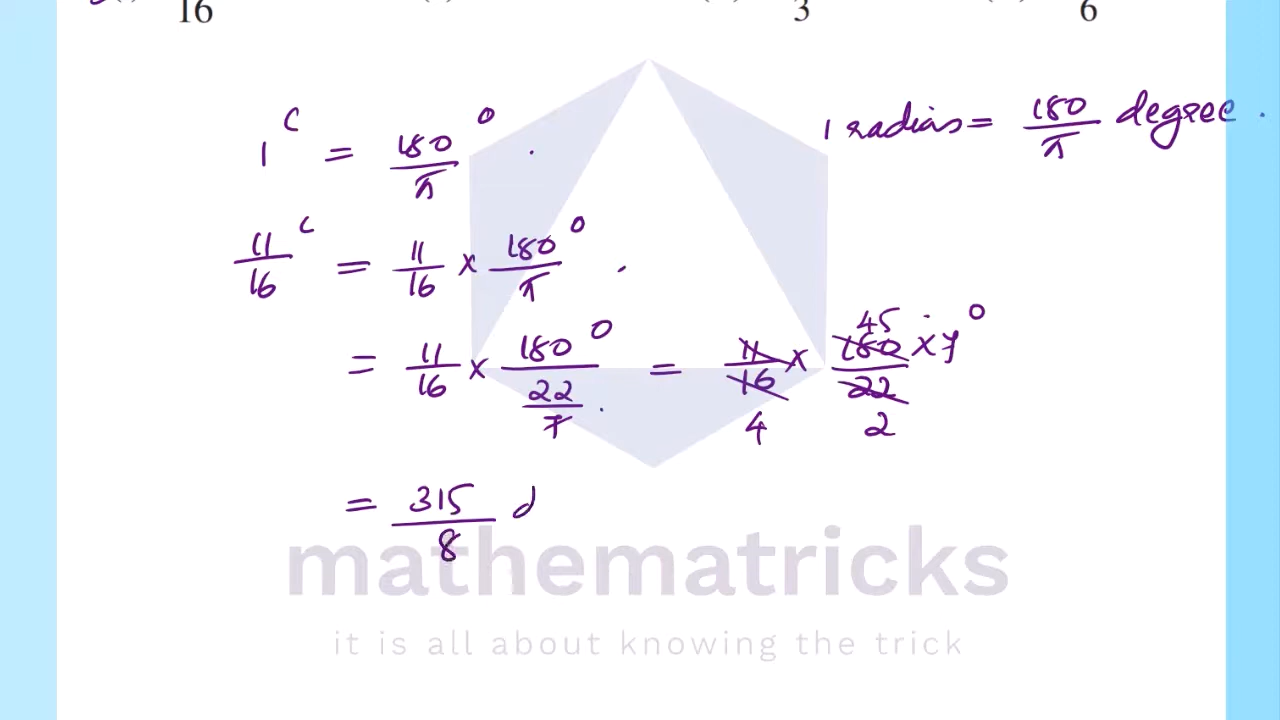 16 3 6
1 radian = 180/π degree.
1ᶜ = 180/π °.
11/16 ᶜ = 11/16 × 180/π °.
= 11/16 × 180°/(22/7). = 11/16 × 180/22 × 7° 45 4 2
= 315/8 d
mathematricks
it is all about knowing the trick